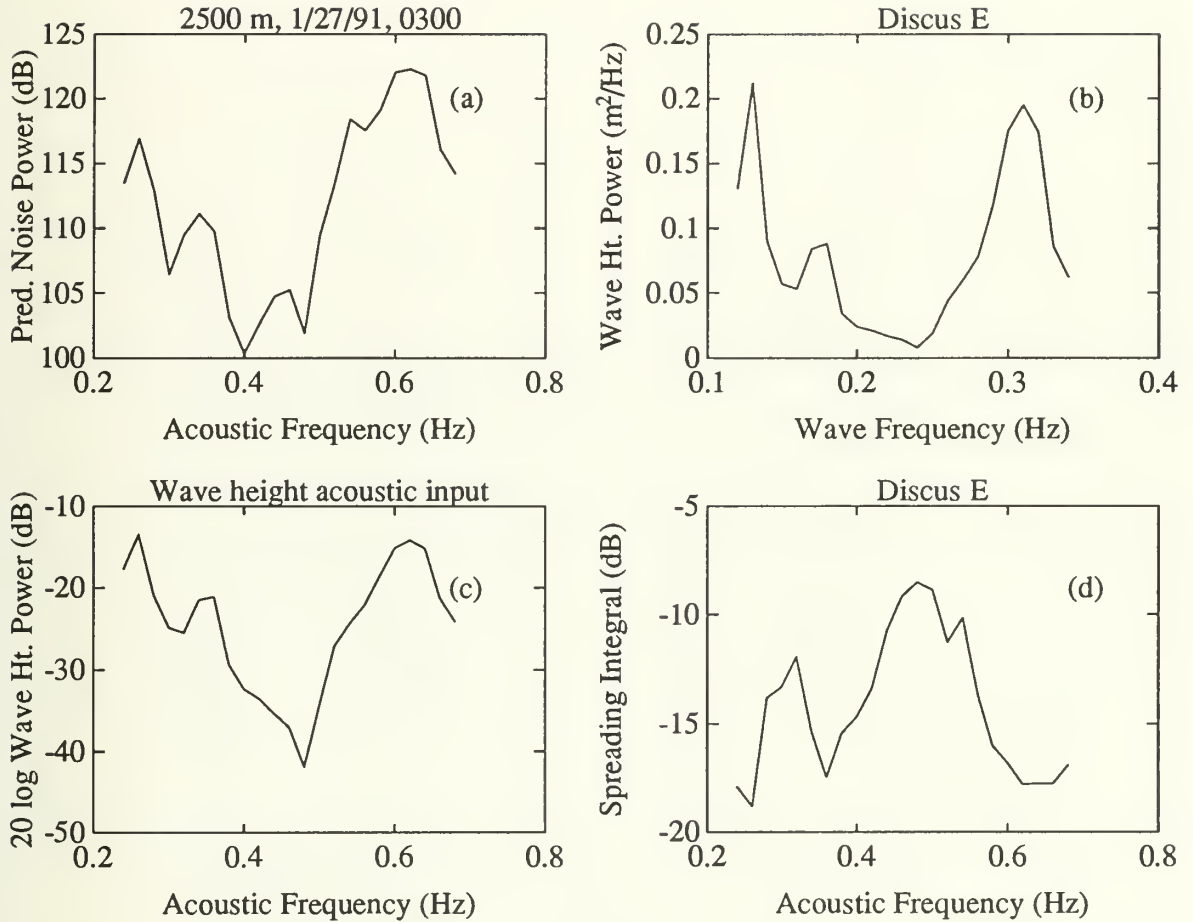 2500 m, 1/27/91, 0300
Pred. Noise Power (dB)
125
120
115
110
105
100
(a)
0.2
0.4
0.6
0.8
Acoustic Frequency (Hz)
Discus E
Wave Ht. Power (m²/Hz)
0.25
0.2
0.15
0.1
0.05
0
(b)
0.1
0.2
0.3
0.4
Wave Frequency (Hz)
Wave height acoustic input
20 log Wave Ht. Power (dB)
-10
-20
-30
-40
-50
(c)
0.2
0.4
0.6
0.8
Acoustic Frequency (Hz)
Discus E
Spreading Integral (dB)
-5
-10
-15
-20
(d)
0.2
0.4
0.6
0.8
Acoustic Frequency (Hz)